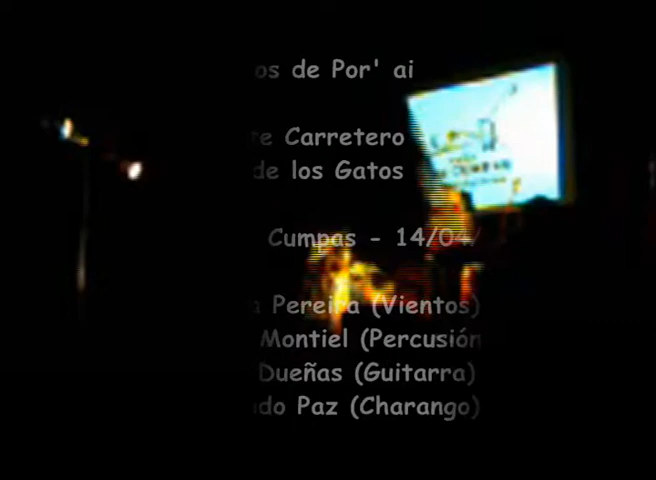 os de Por' ai
Carretero
de los Gatos
Cumpas - 14/04/
Pereira (Vientos)
Montiel (Percusión
Dueñas (Guitarra)
do Paz (Charango)